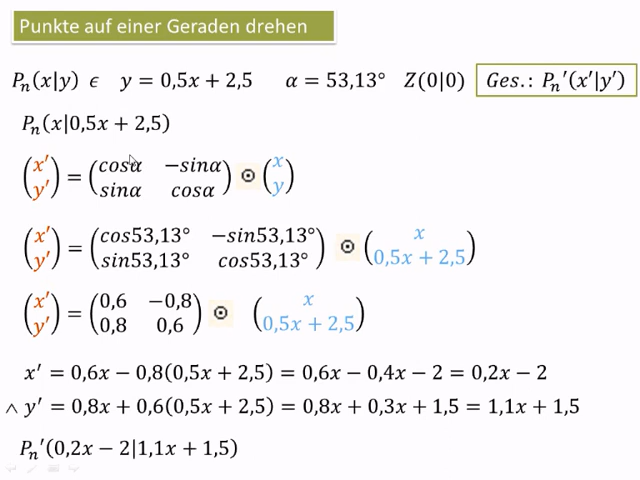 Punkte auf einer Geraden drehen
Pₙ(x|y) ϵ y = 0,5x + 2,5 α = 53,13° Z(0|0) Ges.: Pₙ′(x′|y′)
Pₙ(x|0,5x + 2,5)
(x′ y′) = (cosα −sinα sinα cosα) ⊙ (x y)
(x′ y′) = (cos53,13° −sin53,13° sin53,13° cos53,13°) ⊙ (x 0,5x + 2,5)
(x′ y′) = (0,6 −0,8 0,8 0,6) ⊙ (x 0,5x + 2,5)
x′ = 0,6x − 0,8(0,5x + 2,5) = 0,6x − 0,4x − 2 = 0,2x − 2
∧ y′ = 0,8x + 0,6(0,5x + 2,5) = 0,8x + 0,3x + 1,5 = 1,1x + 1,5
Pₙ′(0,2x − 2|1,1x + 1,5)